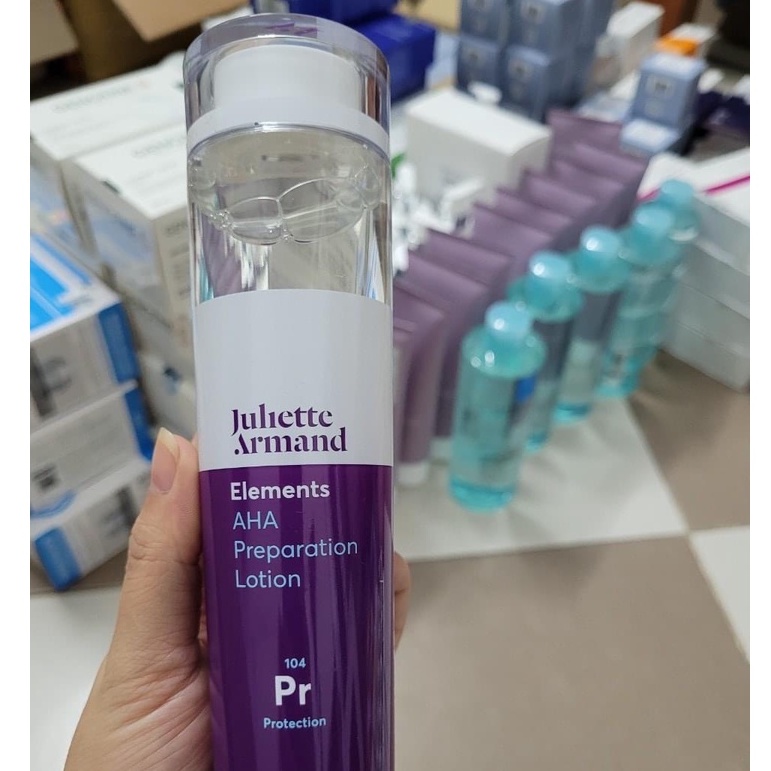 Juliette
Armand
Elements
AHA
Preparation
Lotion
104
Pr
Protection